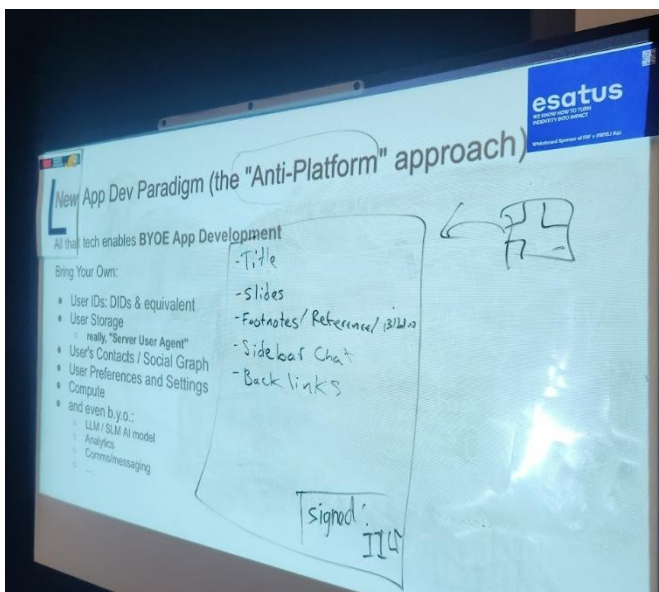 esatus
WE KNOW HOW TO TURN
INDENTITY INTO IMPACT
New App Dev Paradigm (the "Anti-Platform" approach)
All that tech enables BYOE App Development
Bring Your Own:
• User IDs: DIDs & equivalent
• User Storage
○ really, "Server User Agent"
• User's Contacts / Social Graph
• User Preferences and Settings
• Compute
• and even b.y.o.:
○ LLM / SLM AI model
○ Analytics
○ Comms/messaging
○ ...
-Title
-slides
-Footnotes/Reference/
-Sidebar Chat
-Backlinks
signed:
IIW